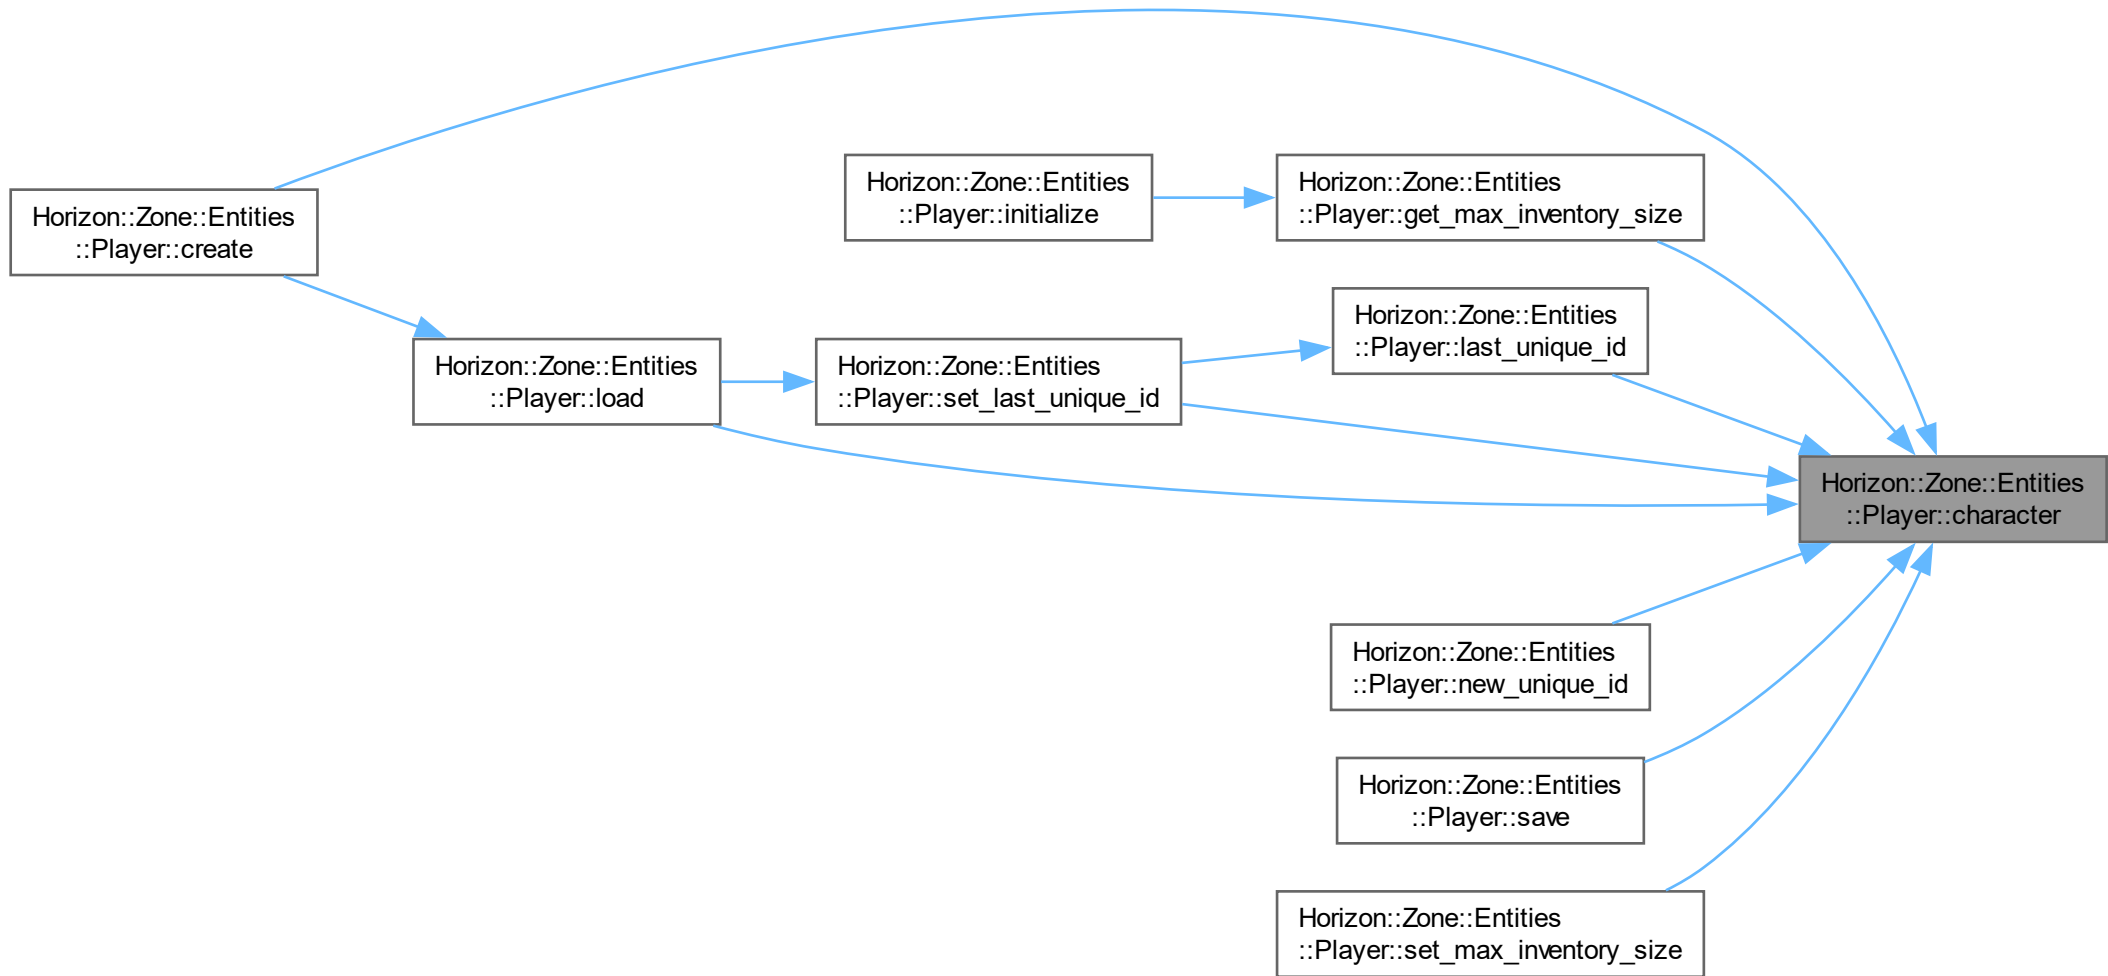 Horizon::Zone::Entities
::Player::create
Horizon::Zone::Entities
::Player::initialize
Horizon::Zone::Entities
::Player::get_max_inventory_size
Horizon::Zone::Entities
::Player::load
Horizon::Zone::Entities
::Player::set_last_unique_id
Horizon::Zone::Entities
::Player::last_unique_id
Horizon::Zone::Entities
::Player::character
Horizon::Zone::Entities
::Player::new_unique_id
Horizon::Zone::Entities
::Player::save
Horizon::Zone::Entities
::Player::set_max_inventory_size